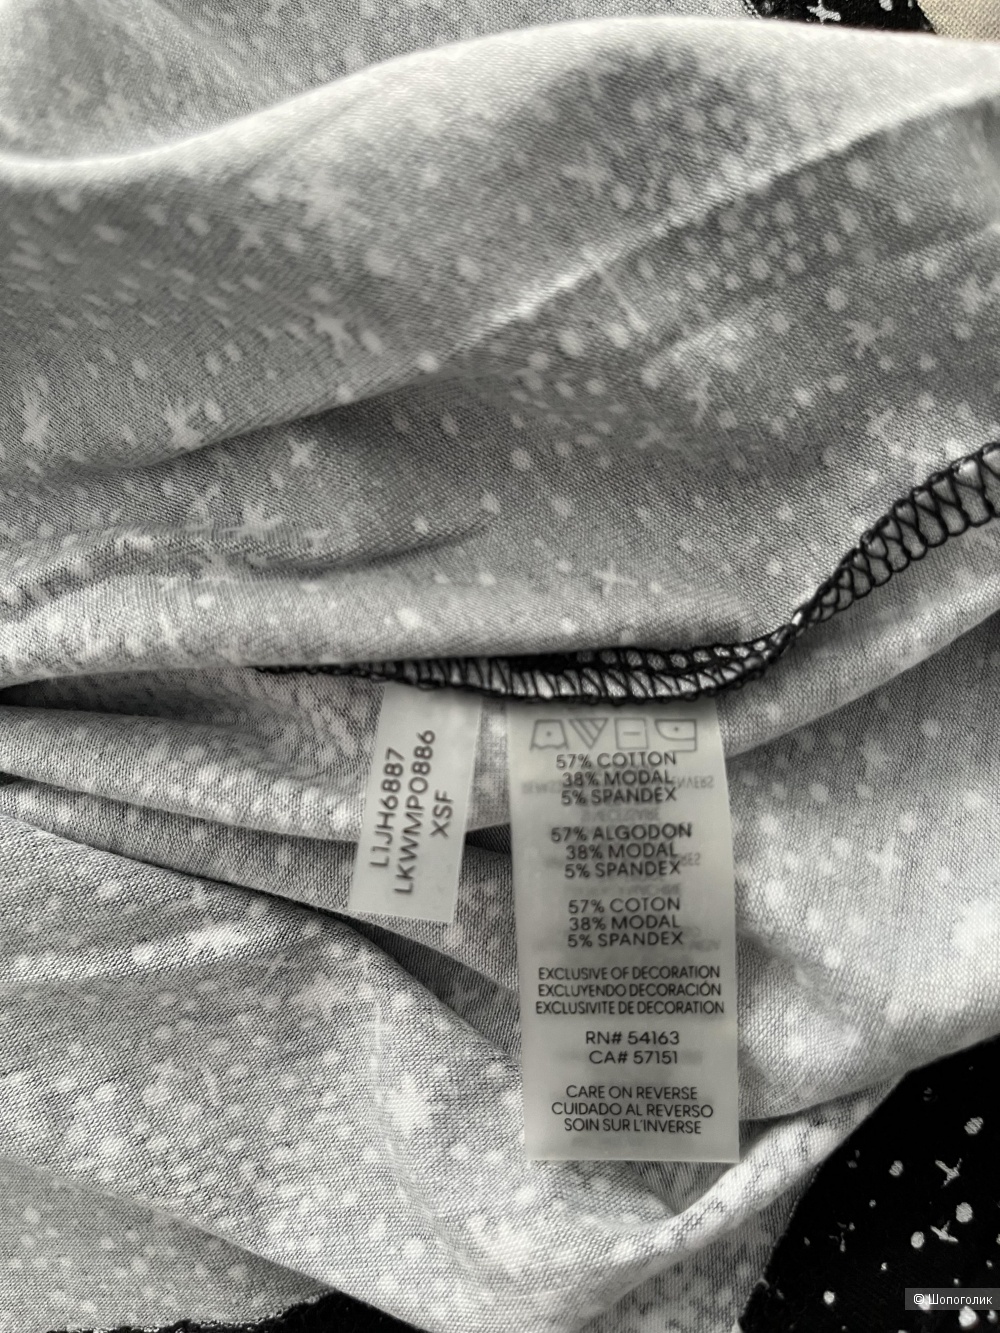 L1JH6887
LKWMPO886
XSF
57% COTTON
38% MODAL
5% SPANDEX
57% ALGODON
38% MODAL
5% SPANDEX
57% COTON
38% MODAL
5% SPANDEX
EXCLUSIVE OF DECORATION
EXCLUYENDO DECORACIÓN
EXCLUSIVITE DE DECORATION
RN# 54163
CA# 57151
CARE ON REVERSE
CUIDADO AL REVERSO
SOIN SUR L'INVERSE
© Шопоголик